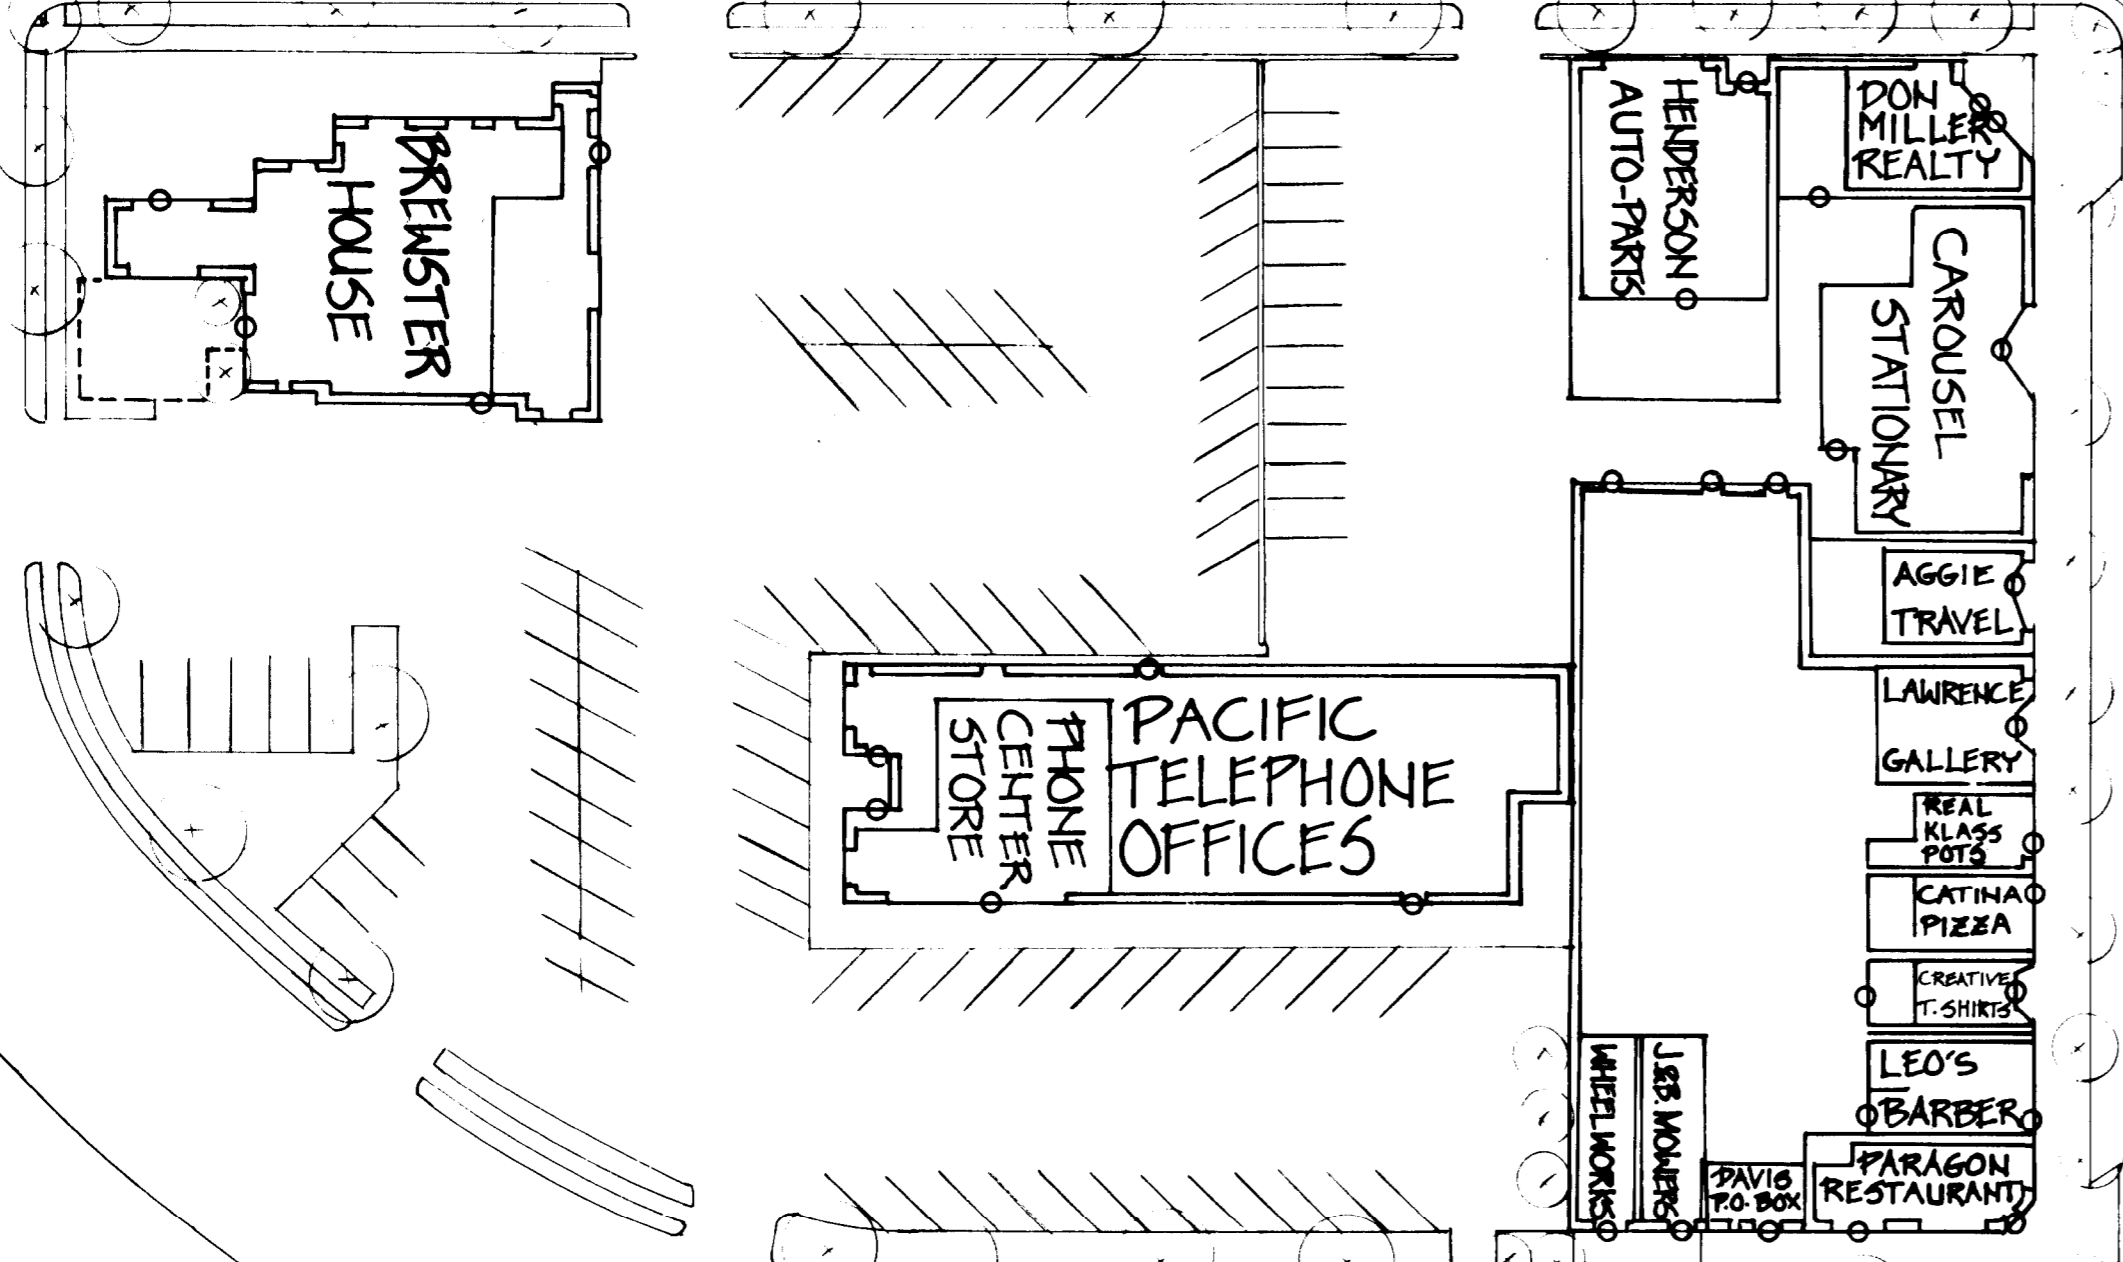 BREWSTER
HOUSE
HENDERSON
AUTO-PARTS
DON
MILLER
REALTY
CAROUSEL
STATIONARY
AGGIE
TRAVEL
LAWRENCE
GALLERY
PHONE
CENTER
STORE
PACIFIC
TELEPHONE
OFFICES
REAL
KLASS
POTS
CATINA
PIZZA
CREATIVE
T. SHIRTS
LEO'S
BARBER
WHEELWORKS
J.&B. MOWERS
DAVIS
P.O. BOX
PARAGON
RESTAURANT